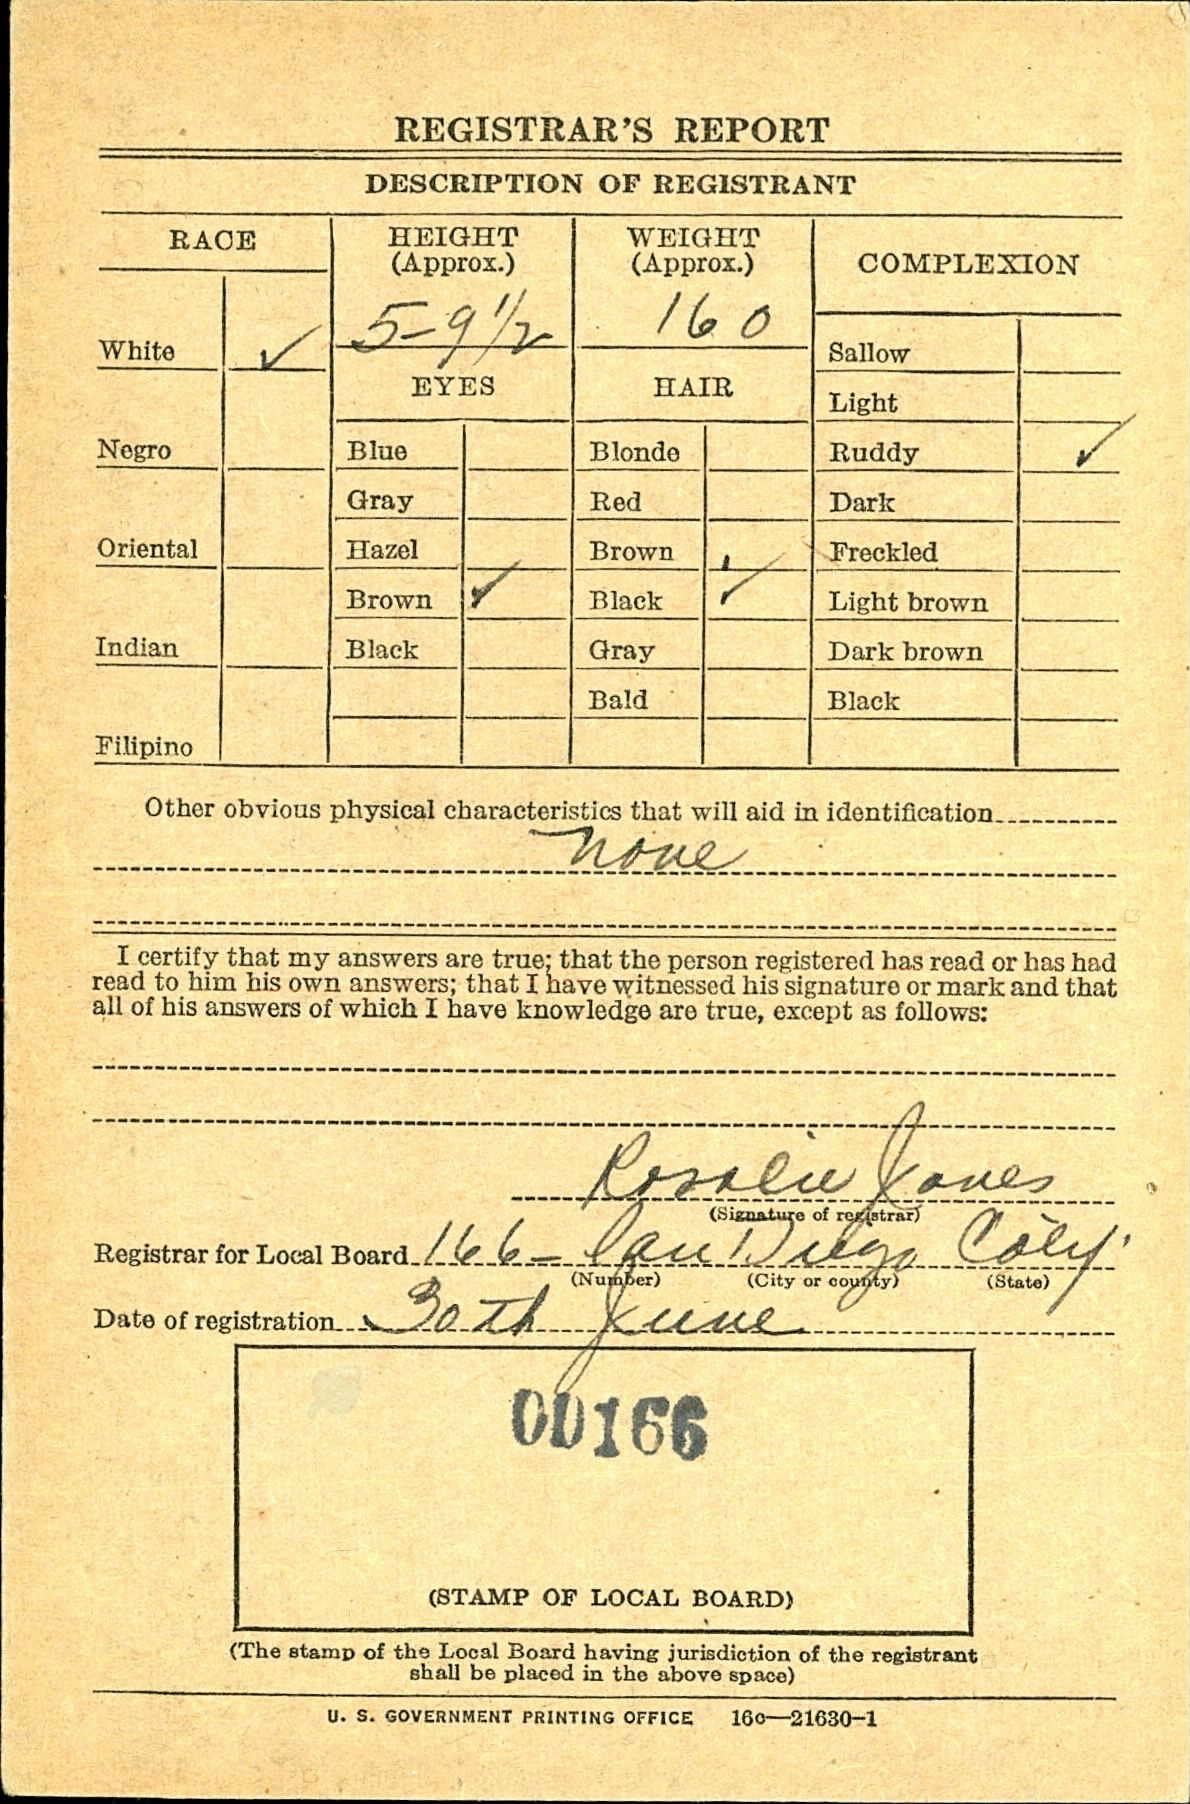 REGISTRAR'S REPORT
DESCRIPTION OF REGISTRANT
RACE
HEIGHT
(Approx.)
WEIGHT
(Approx.)
COMPLEXION
5-9 1/2
160
White ✓
Sallow
EYES
HAIR
Light
Negro
Blue
Blonde
Ruddy ✓
Gray
Red
Dark
Oriental
Hazel
Brown
Freckled
Brown ✓
Black ✓
Light brown
Indian
Black
Gray
Dark brown
Bald
Black
Filipino
Other obvious physical characteristics that will aid in identification
none
I certify that my answers are true; that the person registered has read or has had
read to him his own answers; that I have witnessed his signature or mark and that
all of his answers of which I have knowledge are true, except as follows:
Rosalie Jones
(Signature of registrar)
Registrar for Local Board 166- San Diego
(Number) (City or county) (State)
Date of registration 30th June
00166
(STAMP OF LOCAL BOARD)
(The stamp of the Local Board having jurisdiction of the registrant
shall be placed in the above space)
U. S. GOVERNMENT PRINTING OFFICE 16c—21630-1